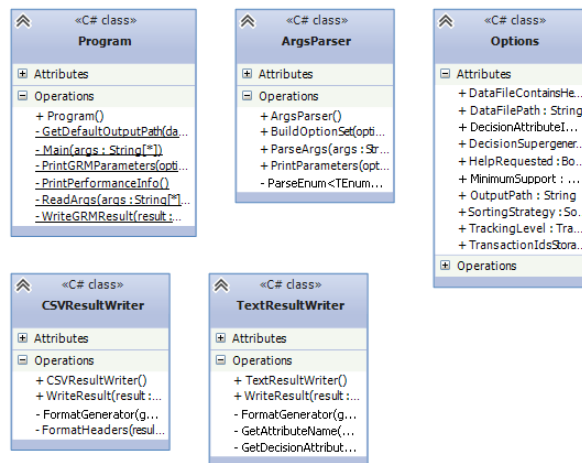 «C# class»
Program
Attributes
Operations
+ Program()
- GetDefaultOutputPath(da...
- Main(args : String[*])
- PrintGRMParameters(opti...
- PrintPerformanceInfo()
- ReadArgs(args : String[*]...
- WriteGRMResult(result :...
«C# class»
ArgsParser
Attributes
Operations
+ ArgsParser()
+ BuildOptionSet(opti...
+ ParseArgs(args : Str...
+ PrintParameters(opt...
- ParseEnum<TEnum...
«C# class»
Options
Attributes
+ DataFileContainsHe...
+ DataFilePath : String
+ DecisionAttributeI...
+ DecisionSupergener...
+ HelpRequested : Bo...
+ MinimumSupport : ...
+ OutputPath : String
+ SortingStrategy : So...
+ TrackingLevel : Tra...
+ TransactionIdsStora...
Operations
«C# class»
CSVResultWriter
Attributes
Operations
+ CSVResultWriter()
+ WriteResult(result :...
- FormatGenerator(g...
- FormatHeaders(resul...
«C# class»
TextResultWriter
Attributes
Operations
+ TextResultWriter()
+ WriteResult(result :...
- FormatGenerator(g...
- GetAttributeName(...
- GetDecisionAttribut...